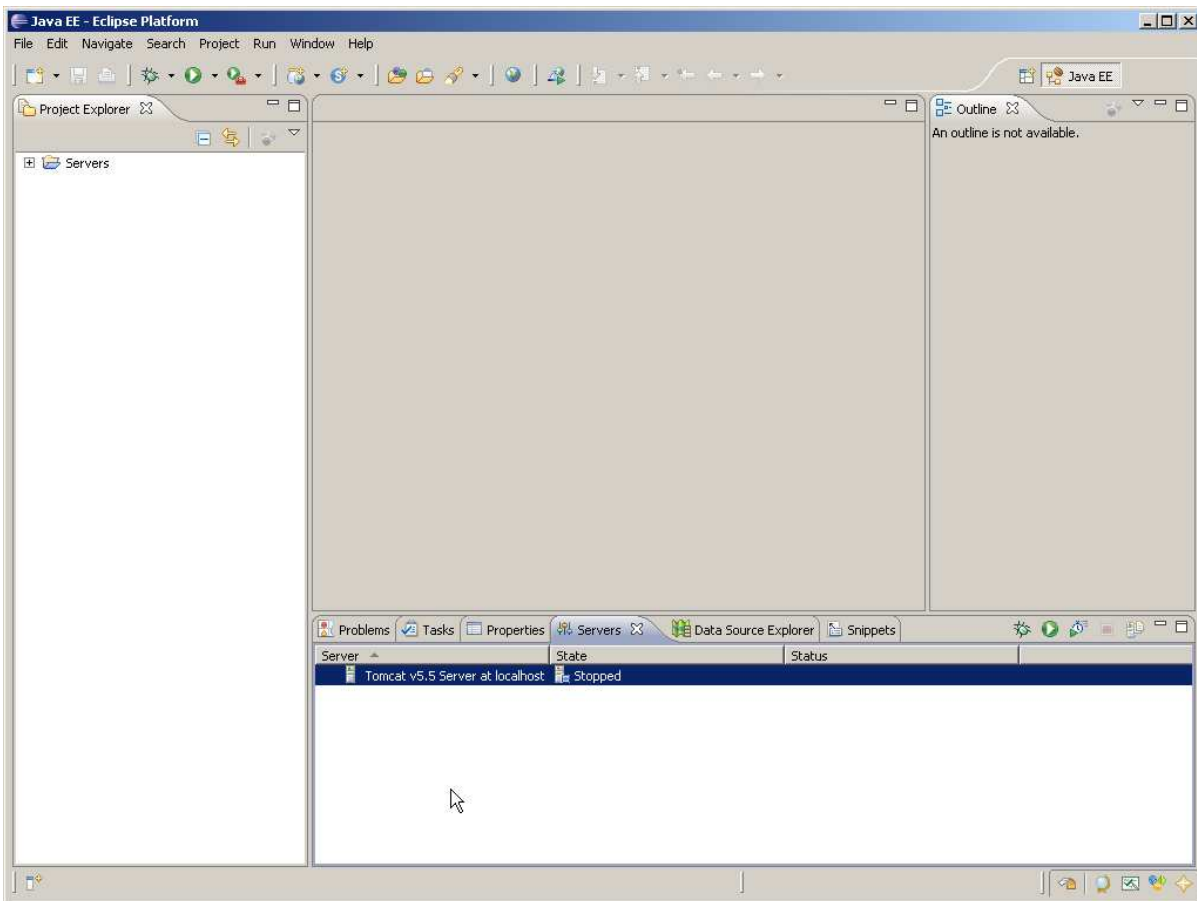 Java EE - Eclipse Platform
File Edit Navigate Search Project Run Window Help
Java EE
Project Explorer
Outline
An outline is not available.
Servers
Problems Tasks Properties Servers Data Source Explorer Snippets
Server State Status
Tomcat v5.5 Server at localhost Stopped